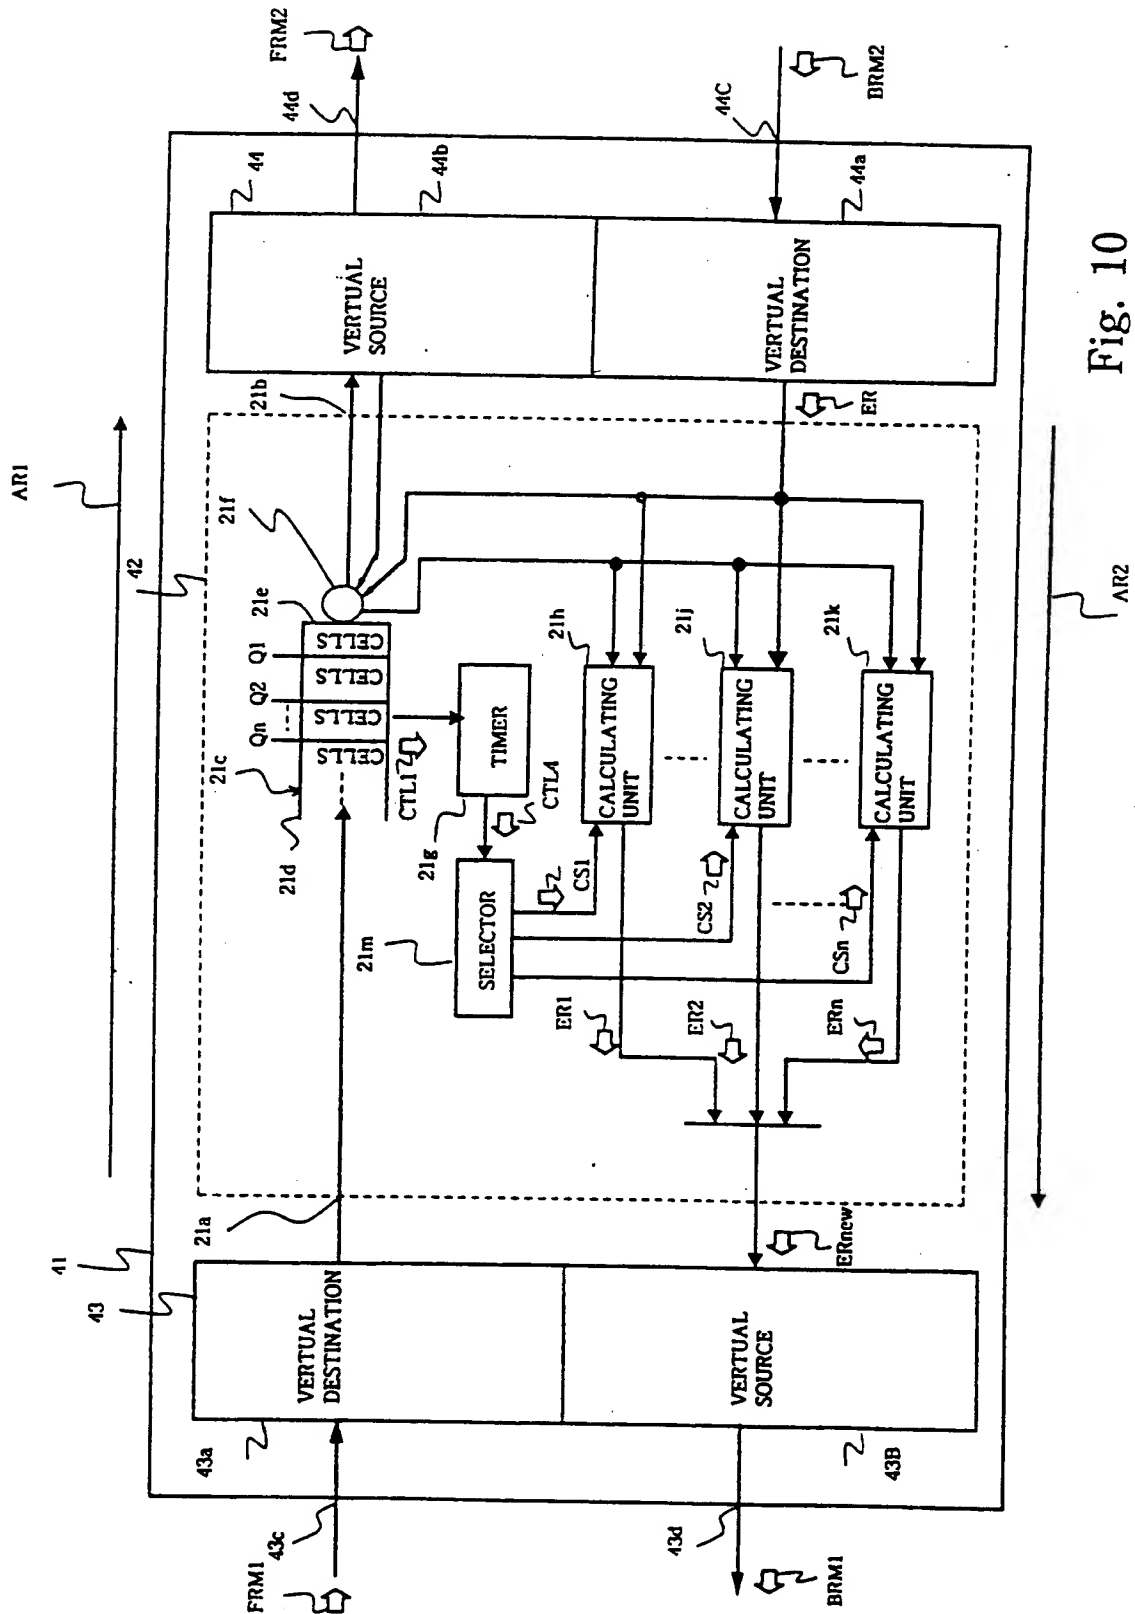 AR1
42
41
43
FRM1
43c
43a
VERTUAL
DESTINATION
21a
21d
21c
Qn
Q2
Q1
21e
21f
21b
44
44d
FRM2
CELLS
CELLS
CELLS
CELLS
VERTUAL
SOURCE
44b
CTL1
21m
SELECTOR
21g
TIMER
CTL4
CS1
21h
CALCULATING
UNIT
ER1
CS2
21j
CALCULATING
UNIT
ER2
CSn
21k
CALCULATING
UNIT
ERn
ER
VERTUAL
DESTINATION
44a
44C
BRM2
ERnew
VERTUAL
SOURCE
43B
43d
BRM1
AR2
Fig. 10